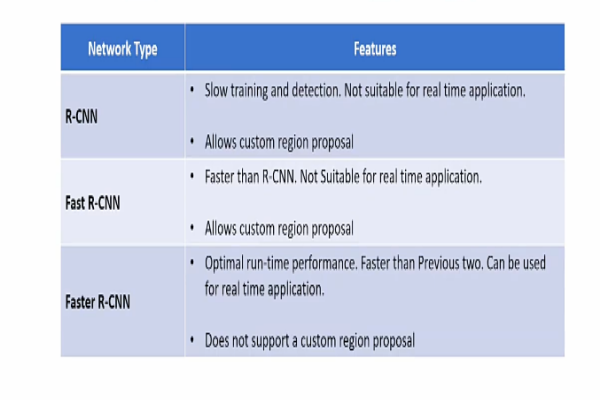 Network Type
Features
R-CNN
• Slow training and detection. Not suitable for real time application.
• Allows custom region proposal
Fast R-CNN
• Faster than R-CNN. Not Suitable for real time application.
• Allows custom region proposal
Faster R-CNN
• Optimal run-time performance. Faster than Previous two. Can be used
for real time application.
• Does not support a custom region proposal